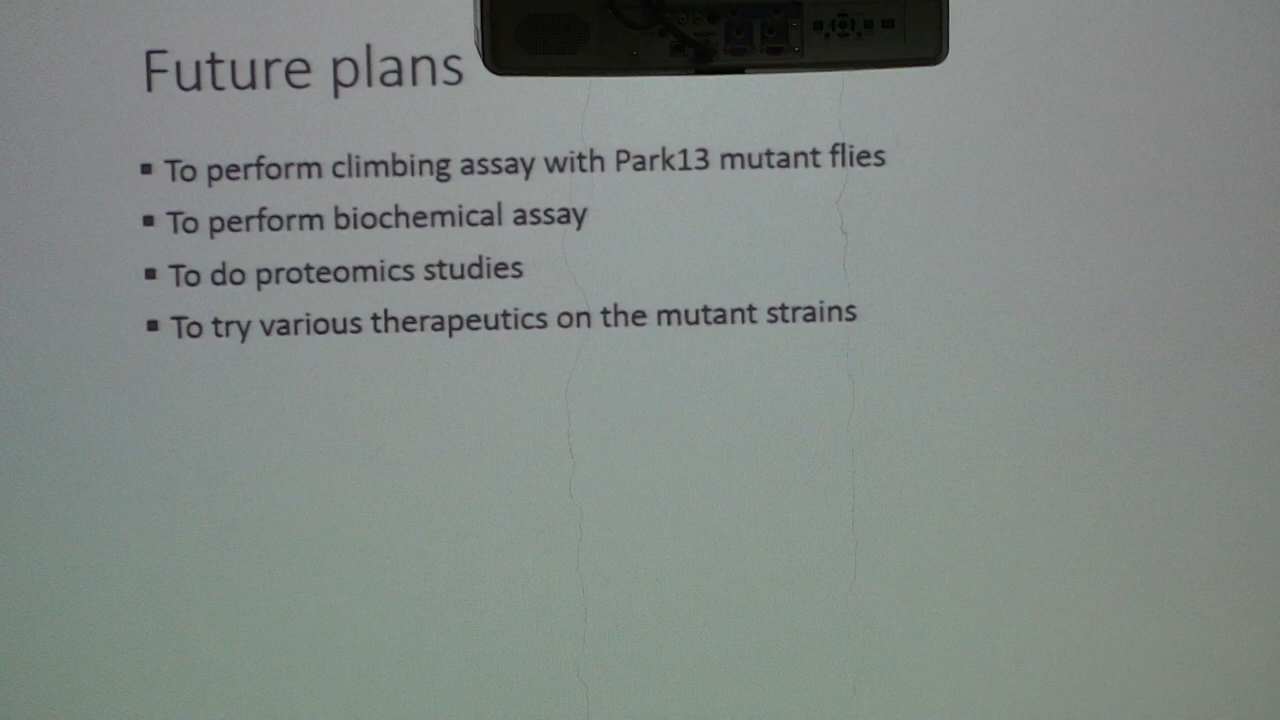 Future plans
▪ To perform climbing assay with Park13 mutant flies
▪ To perform biochemical assay
▪ To do proteomics studies
▪ To try various therapeutics on the mutant strains